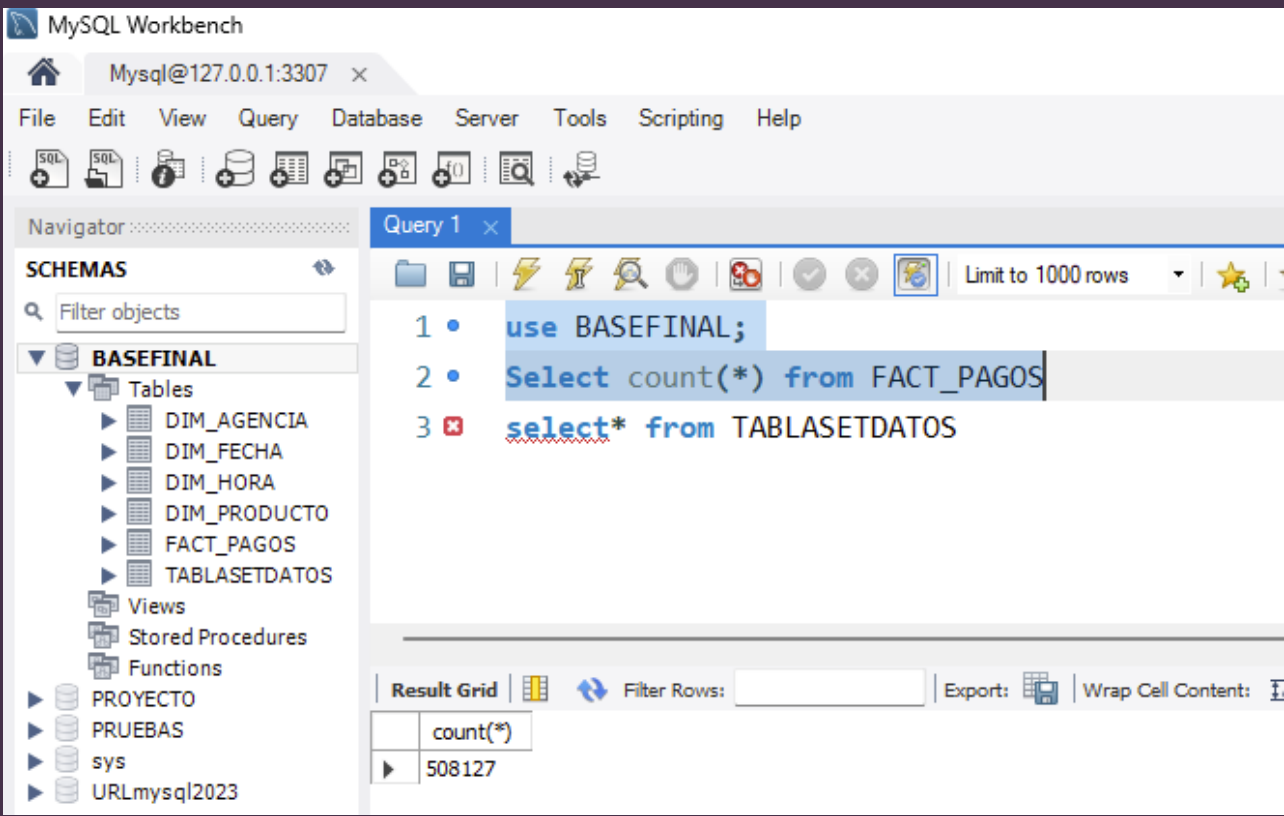 MySQL Workbench
Mysql@127.0.0.1:3307 ×
File Edit View Query Database Server Tools Scripting Help
Navigator
SCHEMAS
Filter objects
BASEFINAL
Tables
DIM_AGENCIA
DIM_FECHA
DIM_HORA
DIM_PRODUCTO
FACT_PAGOS
TABLASETDATOS
Views
Stored Procedures
Functions
PROYECTO
PRUEBAS
sys
URLmysql2023
Query 1 ×
Limit to 1000 rows
1 use BASEFINAL;
2 Select count(*) from FACT_PAGOS
3 select* from TABLASETDATOS
Result Grid Filter Rows: Export: Wrap Cell Content:
count(*)
508127